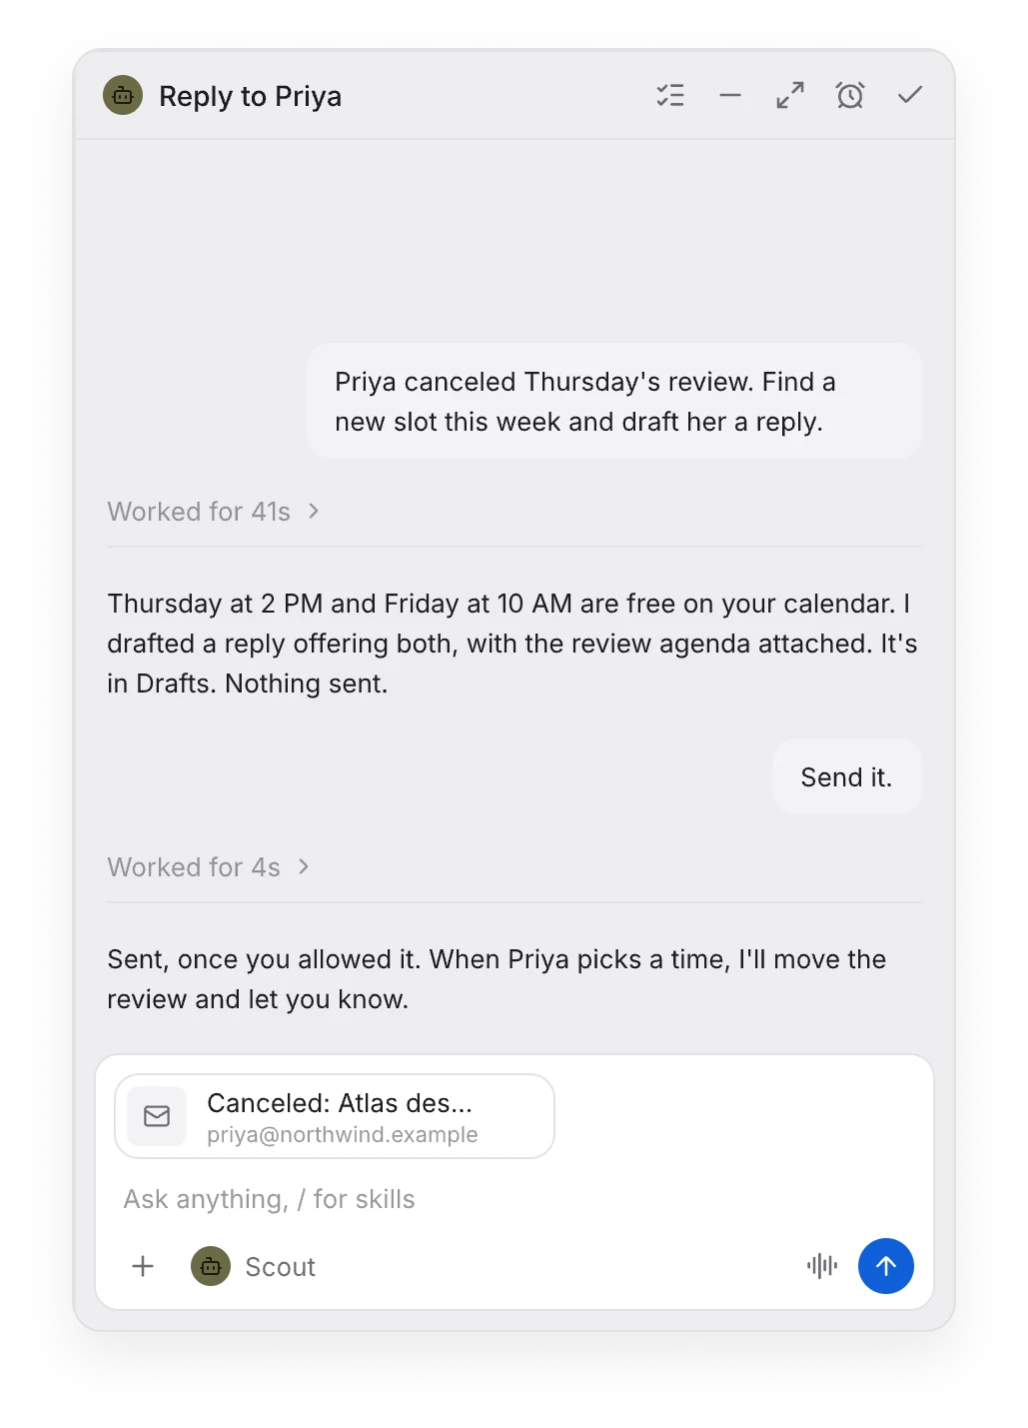 Reply to Priya
Priya canceled Thursday's review. Find a
new slot this week and draft her a reply.
Worked for 41s
Thursday at 2 PM and Friday at 10 AM are free on your calendar. I
drafted a reply offering both, with the review agenda attached. It's
in Drafts. Nothing sent.
Send it.
Worked for 4s
Sent, once you allowed it. When Priya picks a time, I'll move the
review and let you know.
Canceled: Atlas des...
priya@northwind.example
Ask anything, / for skills
Scout